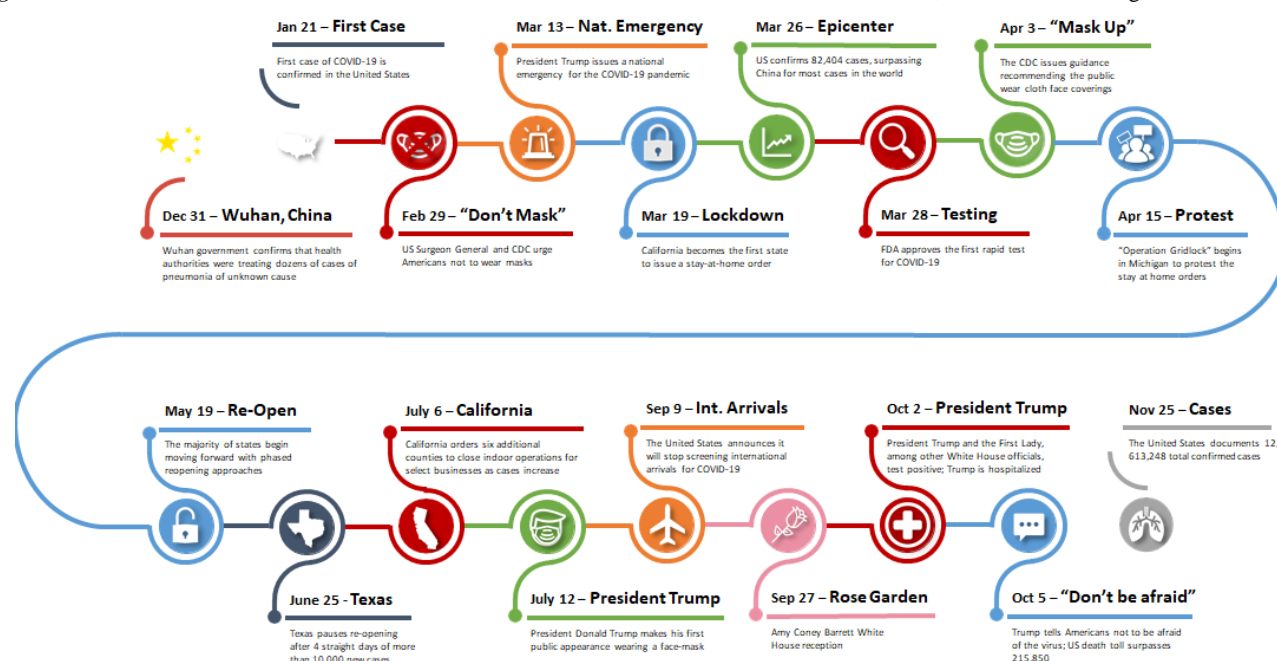 Jan 21 – First Case
First case of COVID-19 is
confirmed in the United States
Mar 13– Nat. Emergency
President Trump issues a national
emergency for the COVID-19 pandemic
Mar 26 – Epicenter
US confirms 82,404 cases, surpassing
China for most cases in the world
Apr 3 – “Mask Up”
The CDC issues guidance
recommending the public
wear cloth face coverings
Dec 31 – Wuhan, China
Wuhan government confirms that health
authorities were treating dozens of cases of
pneumonia of unknown cause
Feb 29 – “Don’t Mask”
US Surgeon General and CDC urge
Americans not to wear masks
Mar 19 – Lockdown
California becomes the first state
to issue a stay-at-home order
Mar 28 – Testing
FDA approves the first rapid test
for COVID-19
Apr 15 – Protest
“Operation Gridlock” begins
in Michigan to protest the
stay at home orders
May 19 – Re-Open
The majority of states begin
moving forward with phased
reopening approaches
July 6 – California
California orders six additional
counties to close indoor operations for
select businesses as cases increase
Sep 9 – Int. Arrivals
The United States announces it
will stop screening international
arrivals for COVID-19
Oct 2 – President Trump
President Trump and the First Lady,
among other White House officials,
test positive; Trump is hospitalized
Nov 25 – Cases
The United States documents 12,
613,248 total confirmed cases
June 25 - Texas
Texas pauses re-opening
after 4 straight days of more
than 10,000 new cases
July 12 – President Trump
President Donald Trump makes his first
public appearance wearing a face-mask
Sep 27 – Rose Garden
Amy Coney Barrett White
House reception
Oct 5 – “Don’t be afraid”
Trump tells Americans not to be afraid
of the virus; US death toll surpasses
215,850